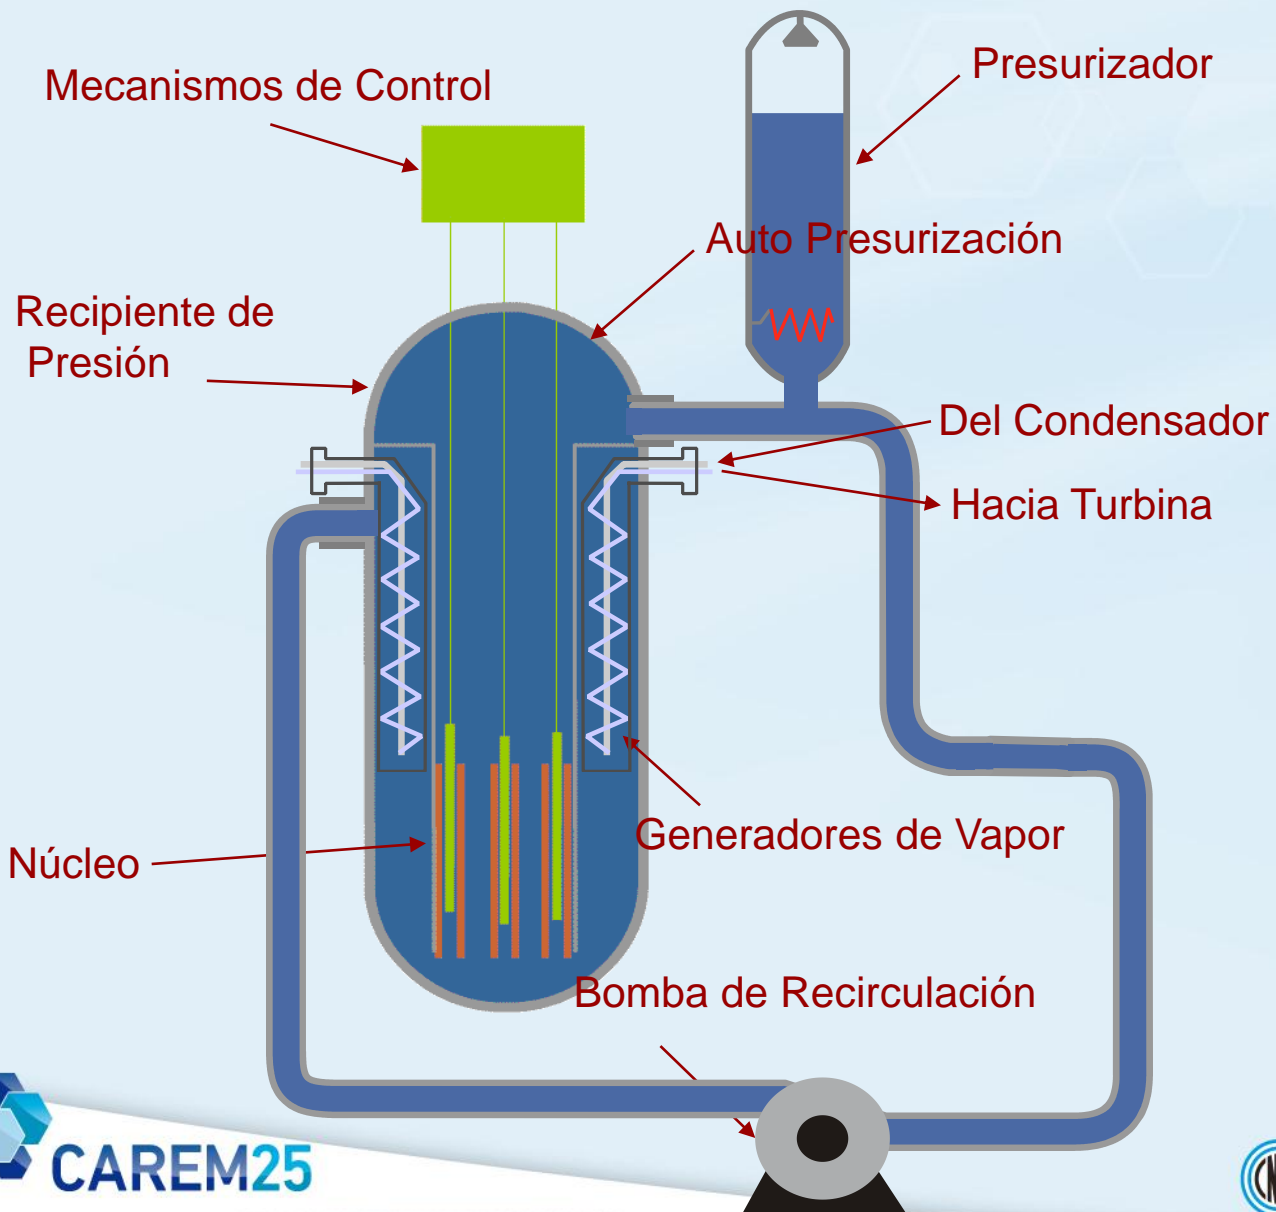 Mecanismos de Control
Presurizador
Auto Presurización
Recipiente de
Presión
Del Condensador
Hacia Turbina
Generadores de Vapor
Núcleo
Bomba de Recirculación
CAREM25